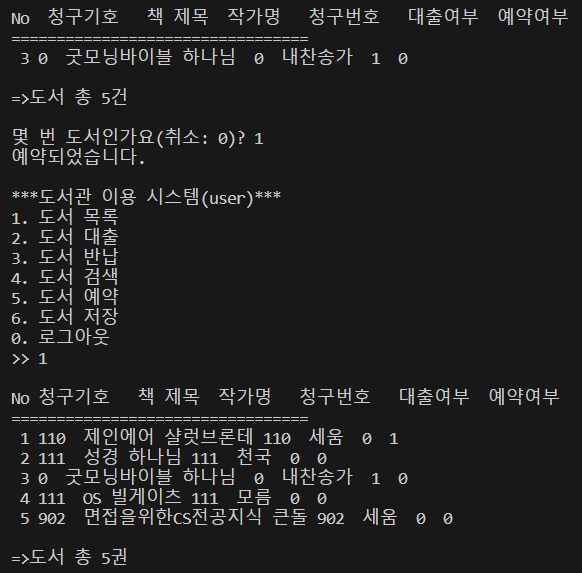 No 청구기호 책 제목 작가명 청구번호 대출여부 예약여부
=================================
3 0 굿모닝바이블 하나님 0 내찬송가 1 0
=>도서 총 5건
몇 번 도서인가요(취소: 0)? 1
예약되었습니다.
***도서관 이용 시스템(user)***
1. 도서 목록
2. 도서 대출
3. 도서 반납
4. 도서 검색
5. 도서 예약
6. 도서 저장
0. 로그아웃
>> 1
No 청구기호 책 제목 작가명 청구번호 대출여부 예약여부
=================================
1 110 제인에어 샬럿브론테 110 세움 0 1
2 111 성경 하나님 111 천국 0 0
3 0 굿모닝바이블 하나님 0 내찬송가 1 0
4 111 OS 빌게이츠 111 모름 0 0
5 902 면접을위한CS전공지식 큰돌 902 세움 0 0
=>도서 총 5권